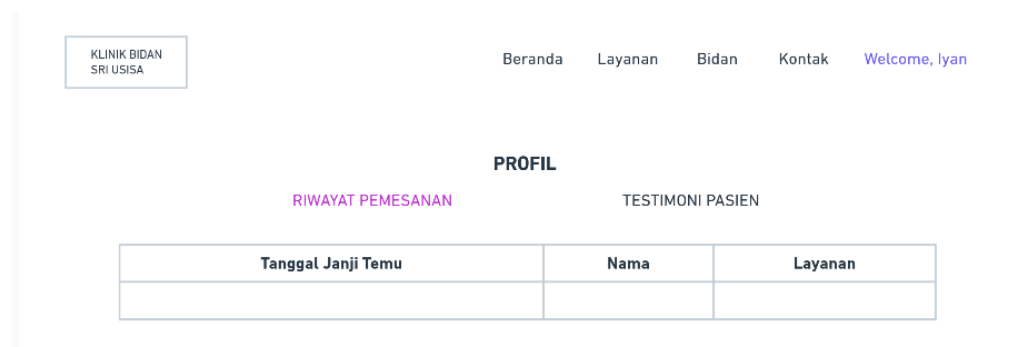 KLINIK BIDAN
SRI USISA
Beranda Layanan Bidan Kontak Welcome, Iyan
PROFIL
RIWAYAT PEMESANAN TESTIMONI PASIEN
Tanggal Janji Temu Nama Layanan